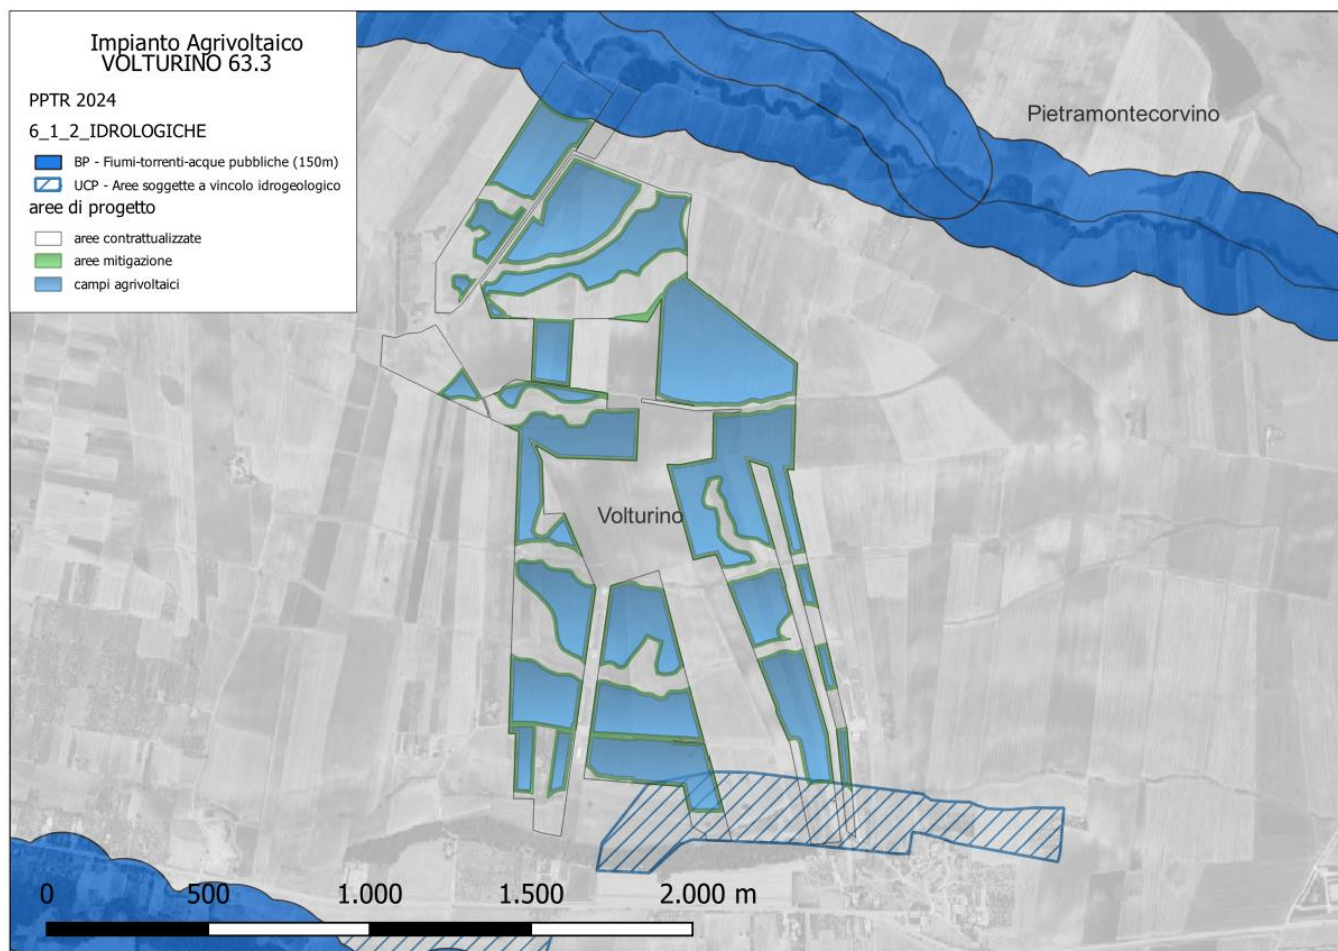 Impianto Agrivoltaico
VOLTURINO 63.3
PPTR 2024
6_1_2_IDROLOGICHE
BP - Fiumi-torrenti-acque pubbliche (150m)
UCP - Aree soggette a vincolo idrogeologico
aree di progetto
aree contrattualizzate
aree mitigazione
campi agrivoltaici
Pietramontecorvino
Volturino
0 500 1.000 1.500 2.000 m